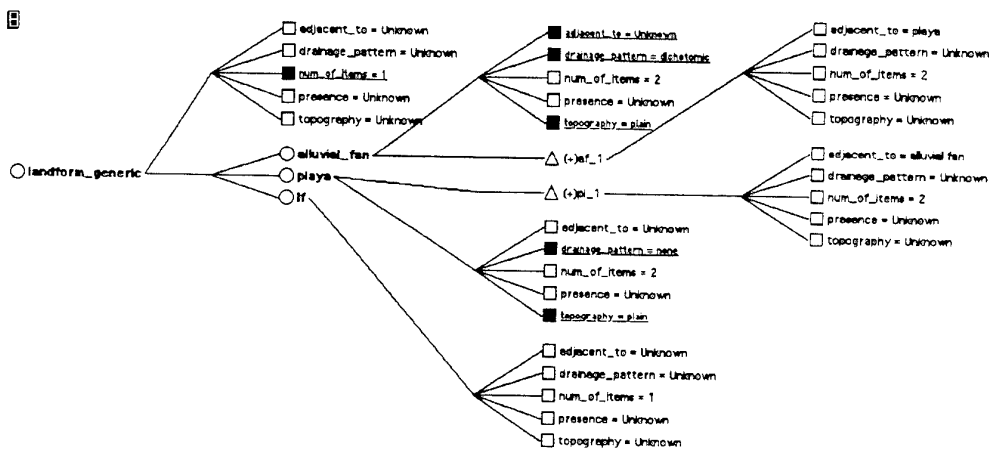 adjacent_to = Unknown
drainage_pattern = Unknown
num_of_items = 1
presence = Unknown
topography = Unknown
landform_generic
alluvial_fan
playa
lf
adjacent_to = Unknown
drainage_pattern = dichotomic
num_of_items = 2
presence = Unknown
topography = plain
(+)af_1
(+)pl_1
adjacent_to = Unknown
drainage_pattern = none
num_of_items = 2
presence = Unknown
topography = plain
adjacent_to = Unknown
drainage_pattern = Unknown
num_of_items = 1
presence = Unknown
topography = Unknown
adjacent_to = playa
drainage_pattern = Unknown
num_of_items = 2
presence = Unknown
topography = Unknown
adjacent_to = alluvial fan
drainage_pattern = Unknown
num_of_items = 2
presence = Unknown
topography = Unknown